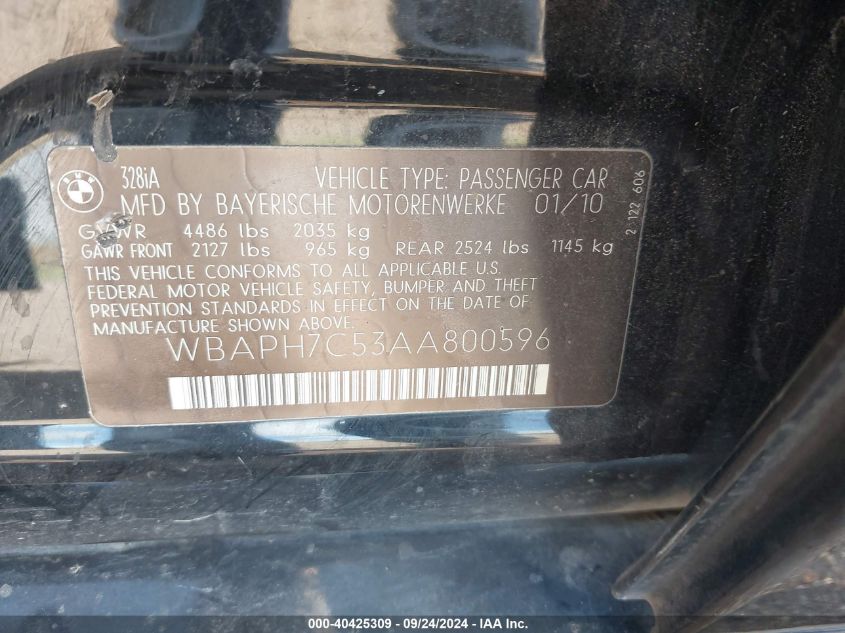 BMW
328iA VEHICLE TYPE: PASSENGER CAR
MFD BY BAYERISCHE MOTORENWERKE 01/10
GVWR 4486 lbs 2035 kg
GAWR FRONT 2127 lbs 965 kg REAR 2524 lbs 1145 kg
THIS VEHICLE CONFORMS TO ALL APPLICABLE U.S.
FEDERAL MOTOR VEHICLE SAFETY, BUMPER AND THEFT
PREVENTION STANDARDS IN EFFECT ON THE DATE OF
MANUFACTURE SHOWN ABOVE.
WBAPH7C53AA800596
2 122 606
000-40425309 - 09/24/2024 - IAAI.com